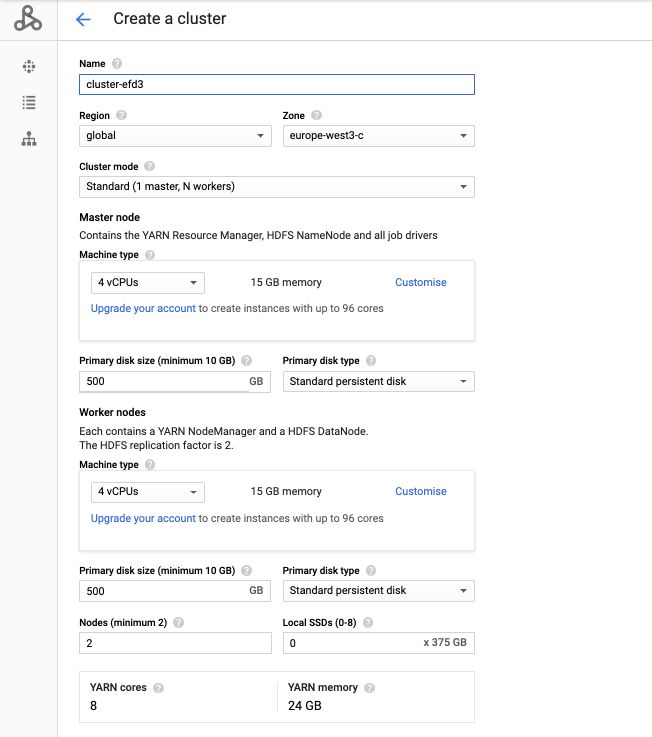 Create a cluster
Name
cluster-efd3
Region Zone
global europe-west3-c
Cluster mode
Standard (1 master, N workers)
Master node
Contains the YARN Resource Manager, HDFS NameNode and all job drivers
Machine type
4 vCPUs 15 GB memory Customise
Upgrade your account to create instances with up to 96 cores
Primary disk size (minimum 10 GB) Primary disk type
500 GB Standard persistent disk
Worker nodes
Each contains a YARN NodeManager and a HDFS DataNode.
The HDFS replication factor is 2.
Machine type
4 vCPUs 15 GB memory Customise
Upgrade your account to create instances with up to 96 cores
Primary disk size (minimum 10 GB) Primary disk type
500 GB Standard persistent disk
Nodes (minimum 2) Local SSDs (0-8)
2 0 x 375 GB
YARN cores YARN memory
8 24 GB